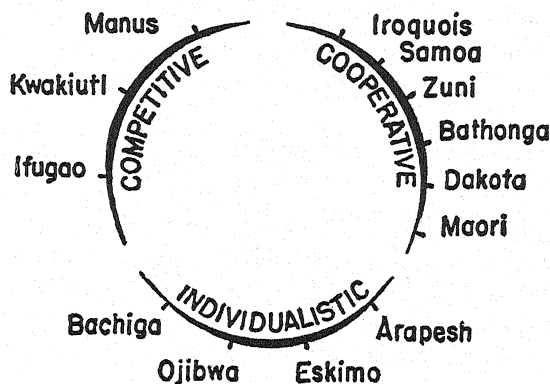 Manus
Kwakiutl
Ifugao
COMPETITIVE
Iroquois
Samoa
Zuni
Bathonga
Dakota
Maori
COOPERATIVE
INDIVIDUALISTIC
Bachiga
Ojibwa
Eskimo
Arapesh